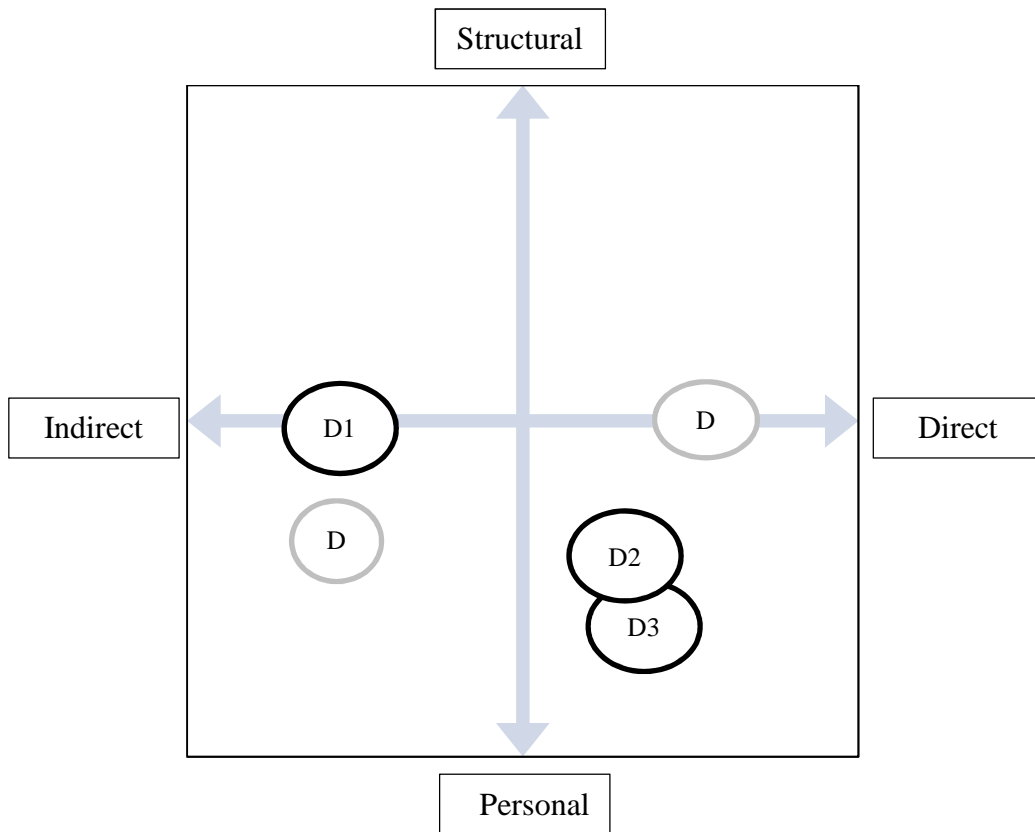 Structural
Indirect
D1
D
Direct
D
D2
D3
Personal